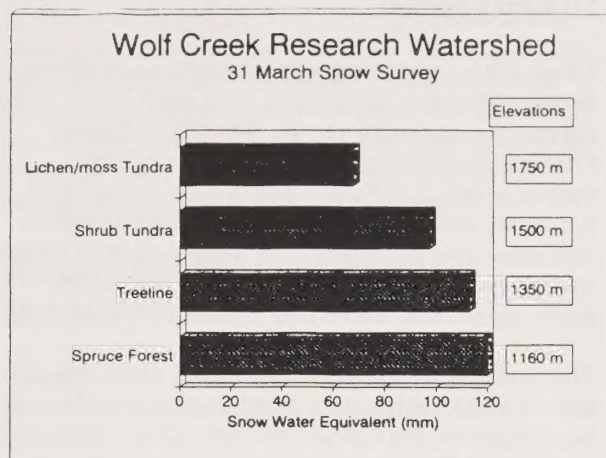 Wolf Creek Research Watershed
31 March Snow Survey
Elevations
Lichen/moss Tundra 1750 m
Shrub Tundra 1500 m
Treeline 1350 m
Spruce Forest 1160 m
0 20 40 60 80 100 120
Snow Water Equivalent (mm)